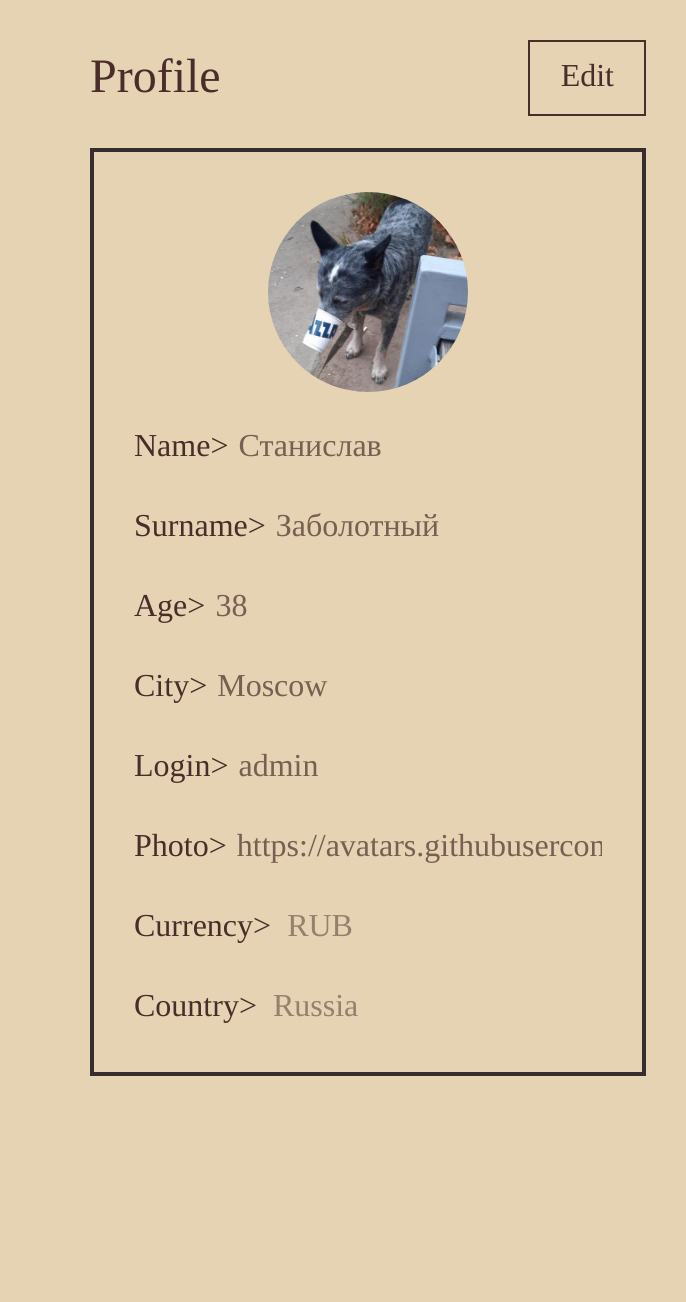 Profile
Edit
Name> Станислав
Surname> Заболотный
Age> 38
City> Moscow
Login> admin
Photo> https://avatars.githubusercon
Currency> RUB
Country> Russia